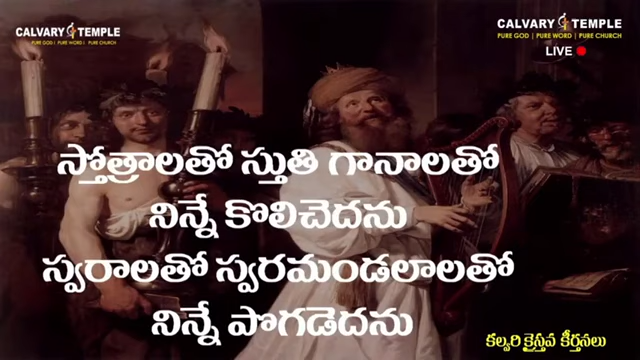 CALVARY TEMPLE
PURE GOD | PURE WORD | PURE CHURCH
CALVARY TEMPLE
PURE GOD | PURE WORD | PURE CHURCH
LIVE
స్తోత్రాలతో స్తుతి గానాలతో
నిన్నే కొలిచెదను
స్వరాలతో స్వరమండలాలతో
నిన్నే పొగడెదను
కల్వరి క్రైస్తవ కీర్తనలు